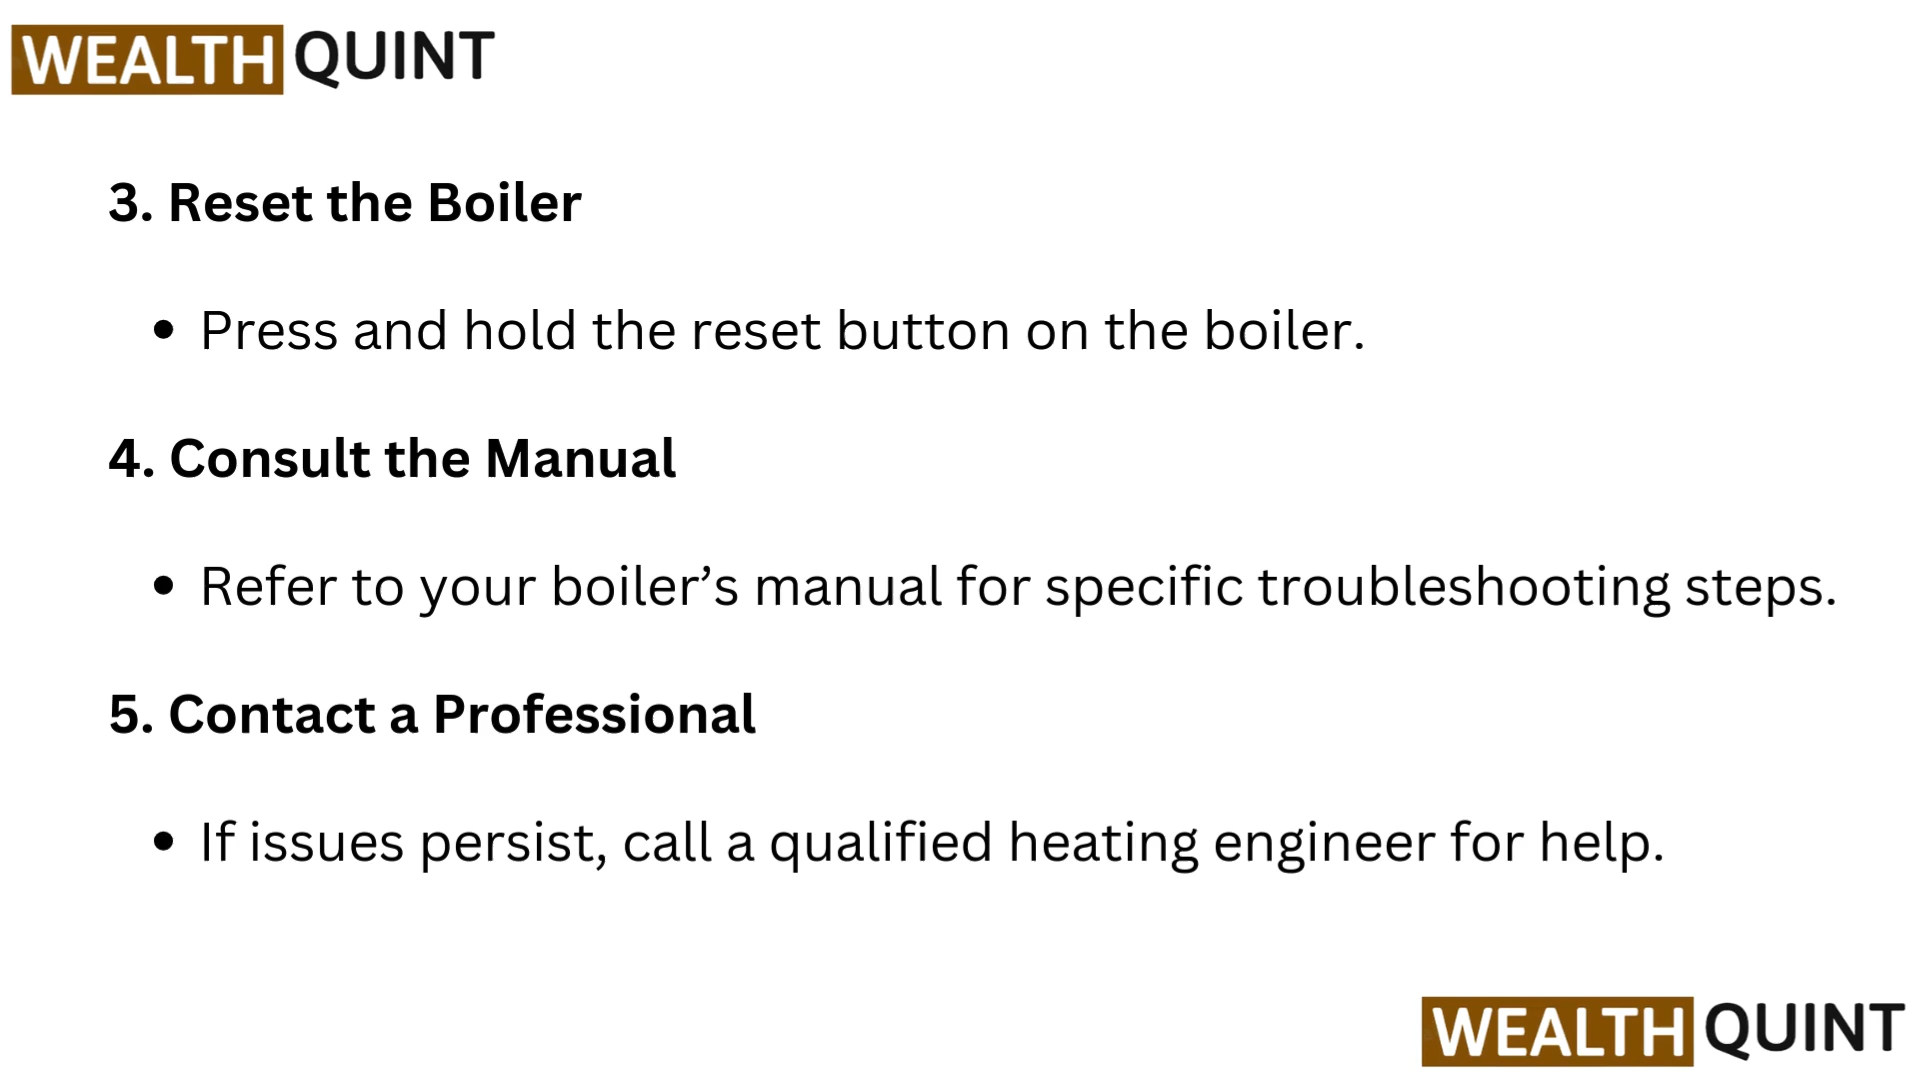 WEALTH QUINT
3. Reset the Boiler
• Press and hold the reset button on the boiler.
4. Consult the Manual
• Refer to your boiler’s manual for specific troubleshooting steps.
5. Contact a Professional
• If issues persist, call a qualified heating engineer for help.
WEALTH QUINT